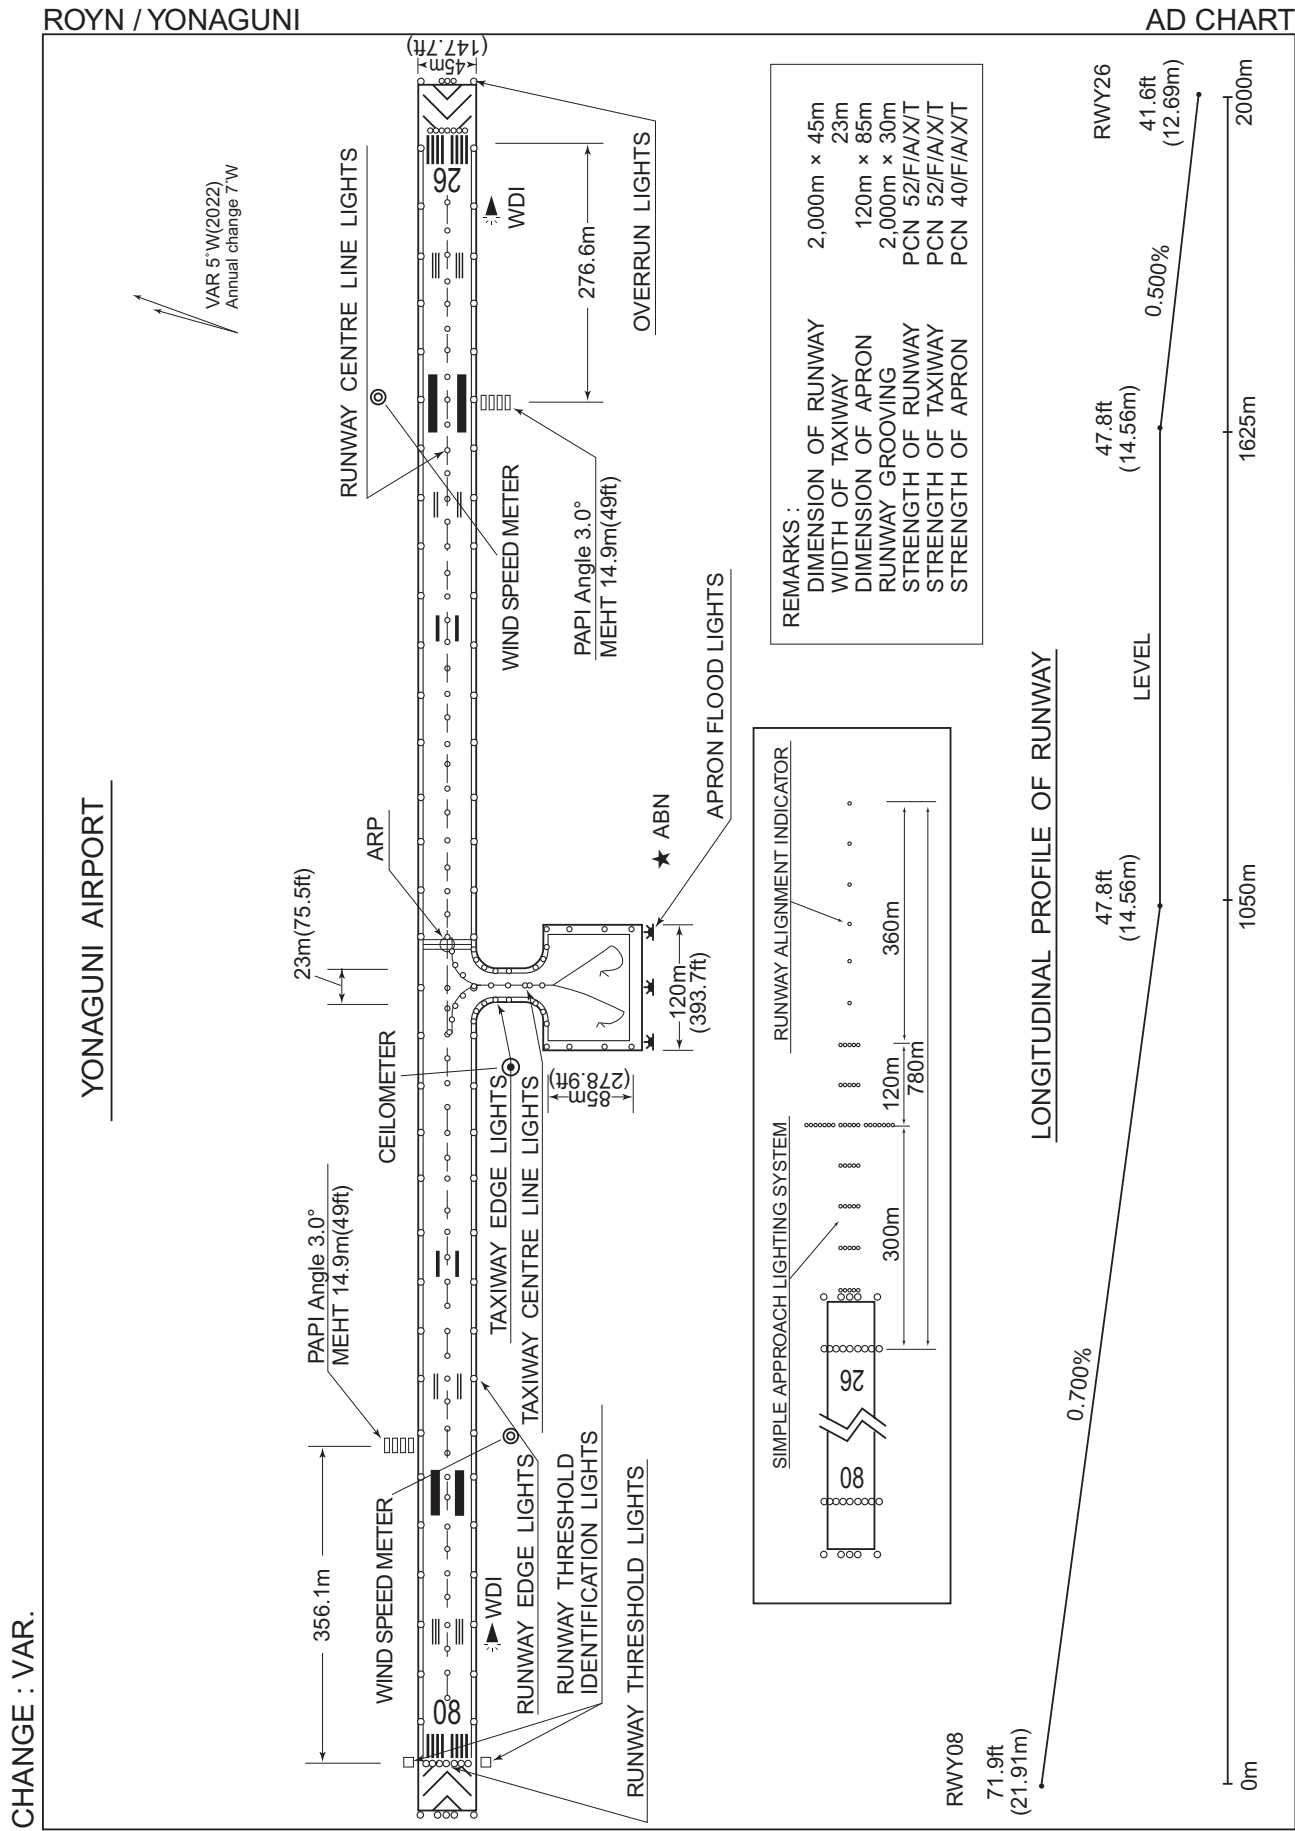 ROYN / YONAGUNI
AD CHART
CHANGE : VAR.
YONAGUNI AIRPORT
VAR 5°W(2022)
Annual change 7'W
356.1m
PAPI Angle 3.0°
MEHT 14.9m(49ft)
23m(75.5ft)
ARP
CEILOMETER
WIND SPEED METER
RUNWAY CENTRE LINE LIGHTS
45m
(147.7ft)
08
26
WDI
WDI
RUNWAY EDGE LIGHTS
RUNWAY THRESHOLD
IDENTIFICATION LIGHTS
RUNWAY THRESHOLD LIGHTS
TAXIWAY EDGE LIGHTS
TAXIWAY CENTRE LINE LIGHTS
85m
(278.9ft)
120m
(393.7ft)
ABN
APRON FLOOD LIGHTS
WIND SPEED METER
PAPI Angle 3.0°
MEHT 14.9m(49ft)
276.6m
OVERRUN LIGHTS
SIMPLE APPROACH LIGHTING SYSTEM
RUNWAY ALIGNMENT INDICATOR
08
26
300m
120m
360m
780m
REMARKS :
DIMENSION OF RUNWAY 2,000m × 45m
WIDTH OF TAXIWAY 23m
DIMENSION OF APRON 120m × 85m
RUNWAY GROOVING 2,000m × 30m
STRENGTH OF RUNWAY PCN 52/F/A/X/T
STRENGTH OF TAXIWAY PCN 52/F/A/X/T
STRENGTH OF APRON PCN 40/F/A/X/T
LONGITUDINAL PROFILE OF RUNWAY
RWY08
71.9ft
(21.91m)
0.700%
47.8ft
(14.56m)
LEVEL
47.8ft
(14.56m)
0.500%
RWY26
41.6ft
(12.69m)
0m
1050m
1625m
2000m